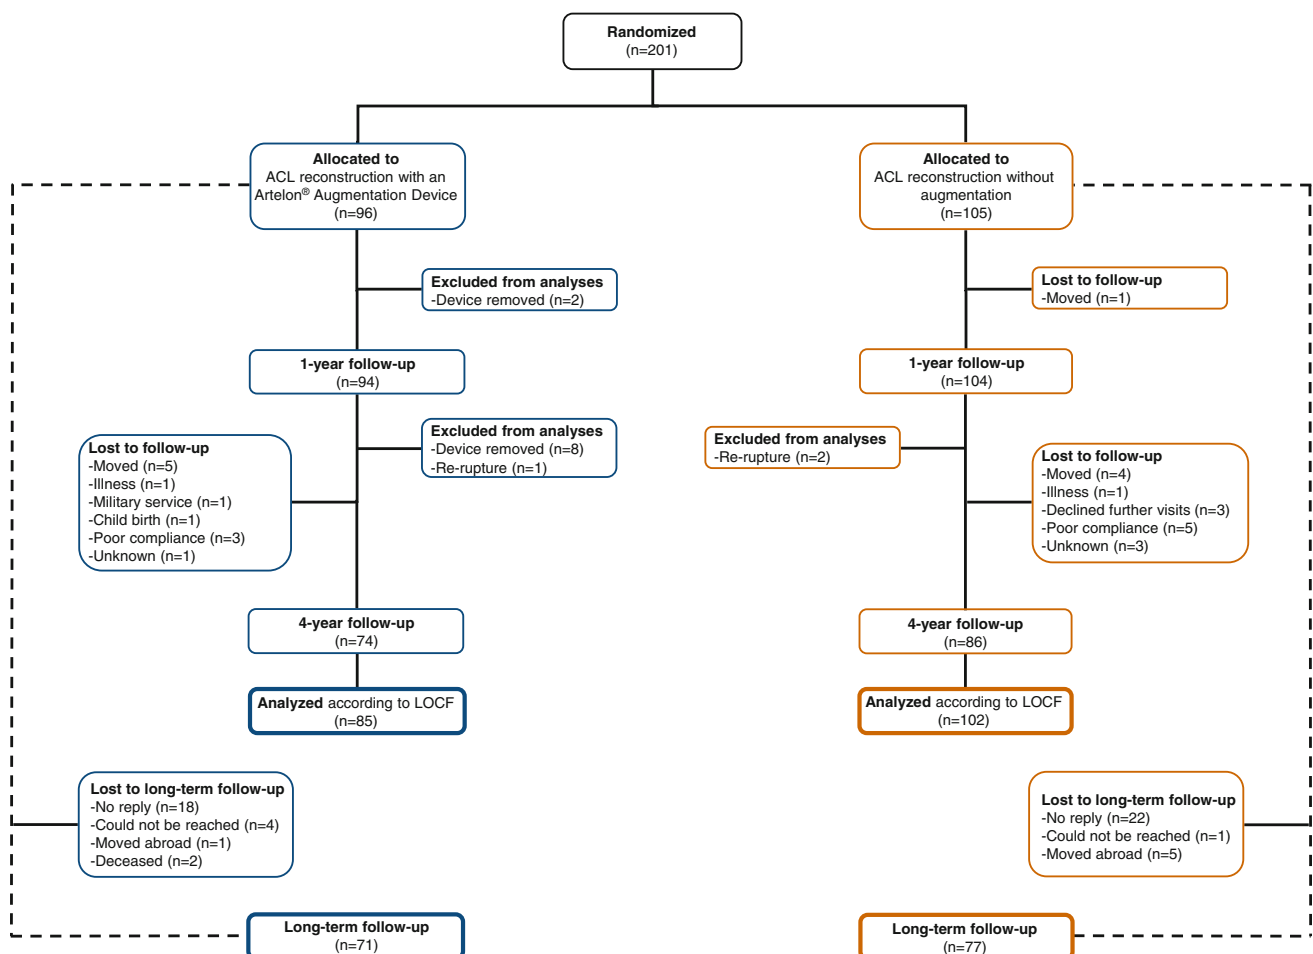 Randomized
(n=201)
Allocated to
ACL reconstruction with an
Artelon® Augmentation Device
(n=96)
Allocated to
ACL reconstruction without
augmentation
(n=105)
Excluded from analyses
-Device removed (n=2)
Lost to follow-up
-Moved (n=1)
1-year follow-up
(n=94)
1-year follow-up
(n=104)
Lost to follow-up
-Moved (n=5)
-Illness (n=1)
-Military service (n=1)
-Child birth (n=1)
-Poor compliance (n=3)
-Unknown (n=1)
Excluded from analyses
-Device removed (n=8)
-Re-rupture (n=1)
Excluded from analyses
-Re-rupture (n=2)
Lost to follow-up
-Moved (n=4)
-Illness (n=1)
-Declined further visits (n=3)
-Poor compliance (n=5)
-Unknown (n=3)
4-year follow-up
(n=74)
4-year follow-up
(n=86)
Analyzed according to LOCF
(n=85)
Analyzed according to LOCF
(n=102)
Lost to long-term follow-up
-No reply (n=18)
-Could not be reached (n=4)
-Moved abroad (n=1)
-Deceased (n=2)
Lost to long-term follow-up
-No reply (n=22)
-Could not be reached (n=1)
-Moved abroad (n=5)
Long-term follow-up
(n=71)
Long-term follow-up
(n=77)